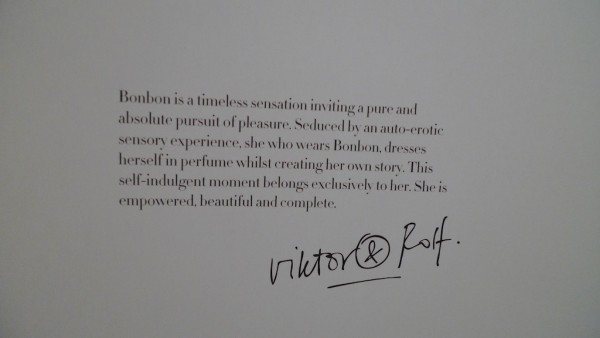 Bonbon is a timeless sensation inviting a pure and
absolute pursuit of pleasure. Seduced by an auto-erotic
sensory experience, she who wears Bonbon, dresses
herself in perfume whilst creating her own story. This
self-indulgent moment belongs exclusively to her. She is
empowered, beautiful and complete.
viktor & Rolf.